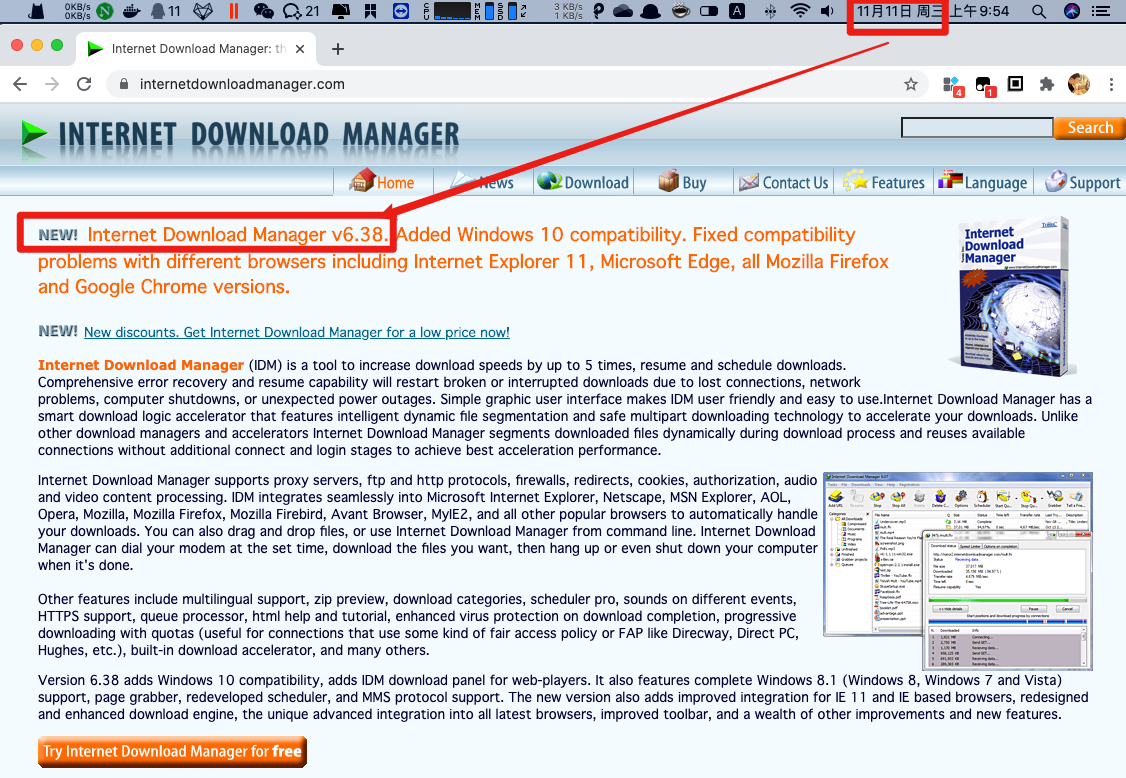 0KB/s
0KB/s
11
21
3 KB/s
1 KB/s
A
11月11日 周三 上午9:54
Internet Download Manager: th
internetdownloadmanager.com
4
1
INTERNET DOWNLOAD MANAGER
Search
Home
News
Download
Buy
Contact Us
Features
Language
Support
NEW! Internet Download Manager v6.38. Added Windows 10 compatibility. Fixed compatibility
problems with different browsers including Internet Explorer 11, Microsoft Edge, all Mozilla Firefox
and Google Chrome versions.
Internet
Download
Manager
NEW! New discounts. Get Internet Download Manager for a low price now!
Internet Download Manager (IDM) is a tool to increase download speeds by up to 5 times, resume and schedule downloads.
Comprehensive error recovery and resume capability will restart broken or interrupted downloads due to lost connections, network
problems, computer shutdowns, or unexpected power outages. Simple graphic user interface makes IDM user friendly and easy to use.Internet Download Manager has a
smart download logic accelerator that features intelligent dynamic file segmentation and safe multipart downloading technology to accelerate your downloads. Unlike
other download managers and accelerators Internet Download Manager segments downloaded files dynamically during download process and reuses available
connections without additional connect and login stages to achieve best acceleration performance.
Internet Download Manager supports proxy servers, ftp and http protocols, firewalls, redirects, cookies, authorization, audio
and video content processing. IDM integrates seamlessly into Microsoft Internet Explorer, Netscape, MSN Explorer, AOL,
Opera, Mozilla, Mozilla Firefox, Mozilla Firebird, Avant Browser, MyIE2, and all other popular browsers to automatically handle
your downloads. You can also drag and drop files, or use Internet Download Manager from command line. Internet Download
Manager can dial your modem at the set time, download the files you want, then hang up or even shut down your computer
when it's done.
Other features include multilingual support, zip preview, download categories, scheduler pro, sounds on different events,
HTTPS support, queue processor, html help and tutorial, enhanced virus protection on download completion, progressive
downloading with quotas (useful for connections that use some kind of fair access policy or FAP like Direcway, Direct PC,
Hughes, etc.), built-in download accelerator, and many others.
Version 6.38 adds Windows 10 compatibility, adds IDM download panel for web-players. It also features complete Windows 8.1 (Windows 8, Windows 7 and Vista)
support, page grabber, redeveloped scheduler, and MMS protocol support. The new version also adds improved integration for IE 11 and IE based browsers, redesigned
and enhanced download engine, the unique advanced integration into all latest browsers, improved toolbar, and a wealth of other improvements and new features.
Try Internet Download Manager for free